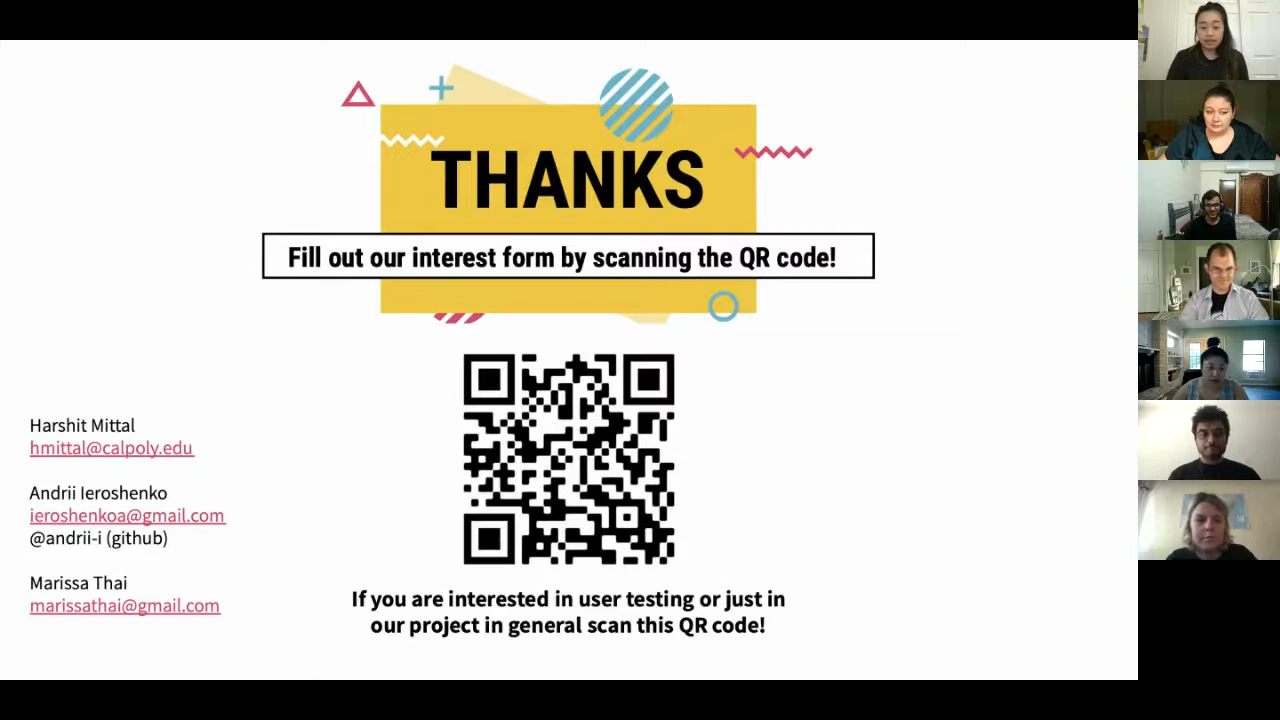 THANKS
Fill out our interest form by scanning the QR code!
Harshit Mittal
hmittal@calpoly.edu
Andrii Ieroshenko
ieroshenkoa@gmail.com
@andrii-i (github)
Marissa Thai
marissathai@gmail.com
If you are interested in user testing or just in
our project in general scan this QR code!